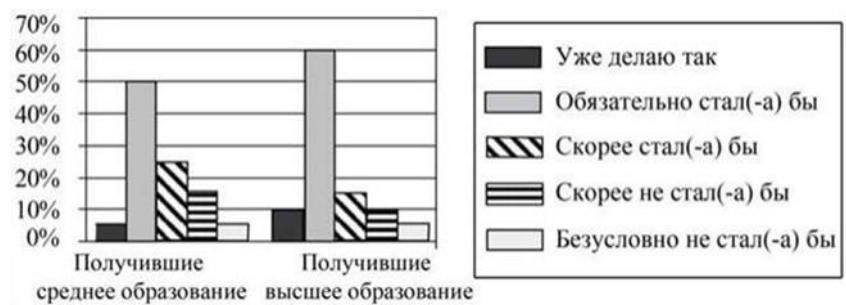 70%
60%
50%
40%
30%
20%
10%
0%
Получившие
среднее образование
Получившие
высшее образование
Уже делаю так
Обязательно стал(-а) бы
Скорее стал(-а) бы
Скорее не стал(-а) бы
Безусловно не стал(-а) бы